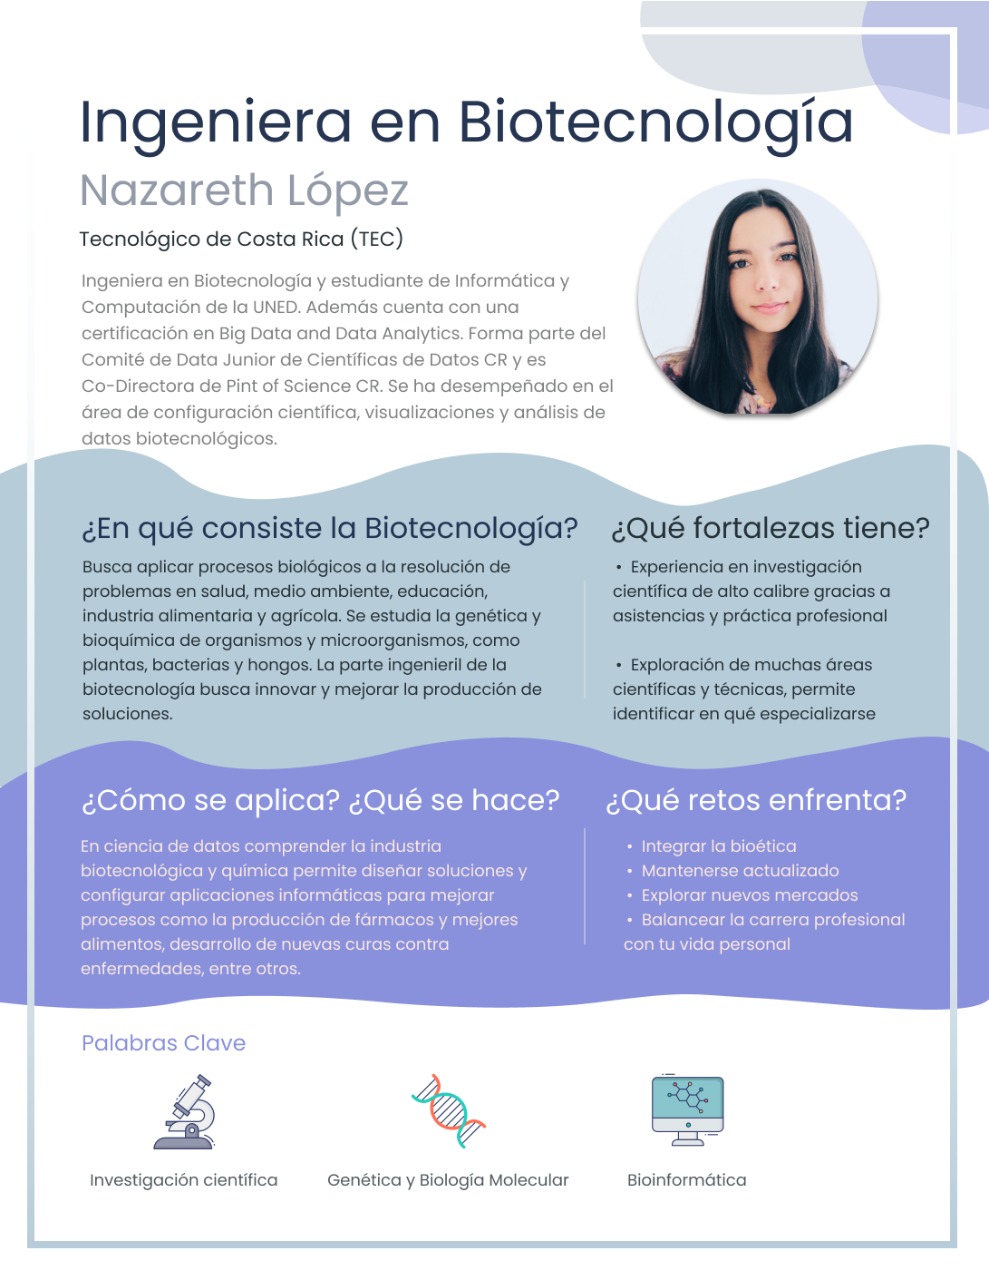 Ingeniera en Biotecnología
Nazareth López
Tecnológico de Costa Rica (TEC)
Ingeniera en Biotecnología y estudiante de Informática y
Computación de la UNED. Además cuenta con una
certificación en Big Data and Data Analytics. Forma parte del
Comité de Data Junior de Científicas de Datos CR y es
Co-Directora de Pint of Science CR. Se ha desempeñado en el
área de configuración científica, visualizaciones y análisis de
datos biotecnológicos.
¿En qué consiste la Biotecnología?
Busca aplicar procesos biológicos a la resolución de
problemas en salud, medio ambiente, educación,
industria alimentaria y agrícola. Se estudia la genética y
bioquímica de organismos y microorganismos, como
plantas, bacterias y hongos. La parte ingenieril de la
biotecnología busca innovar y mejorar la producción de
soluciones.
¿Qué fortalezas tiene?
• Experiencia en investigación
científica de alto calibre gracias a
asistencias y práctica profesional
• Exploración de muchas áreas
científicas y técnicas, permite
identificar en qué especializarse
¿Cómo se aplica? ¿Qué se hace?
En ciencia de datos comprender la industria
biotecnológica y química permite diseñar soluciones y
configurar aplicaciones informáticas para mejorar
procesos como la producción de fármacos y mejores
alimentos, desarrollo de nuevas curas contra
enfermedades, entre otros.
¿Qué retos enfrenta?
• Integrar la bioética
• Mantenerse actualizado
• Explorar nuevos mercados
• Balancear la carrera profesional
con tu vida personal
Palabras Clave
Investigación científica
Genética y Biología Molecular
Bioinformática